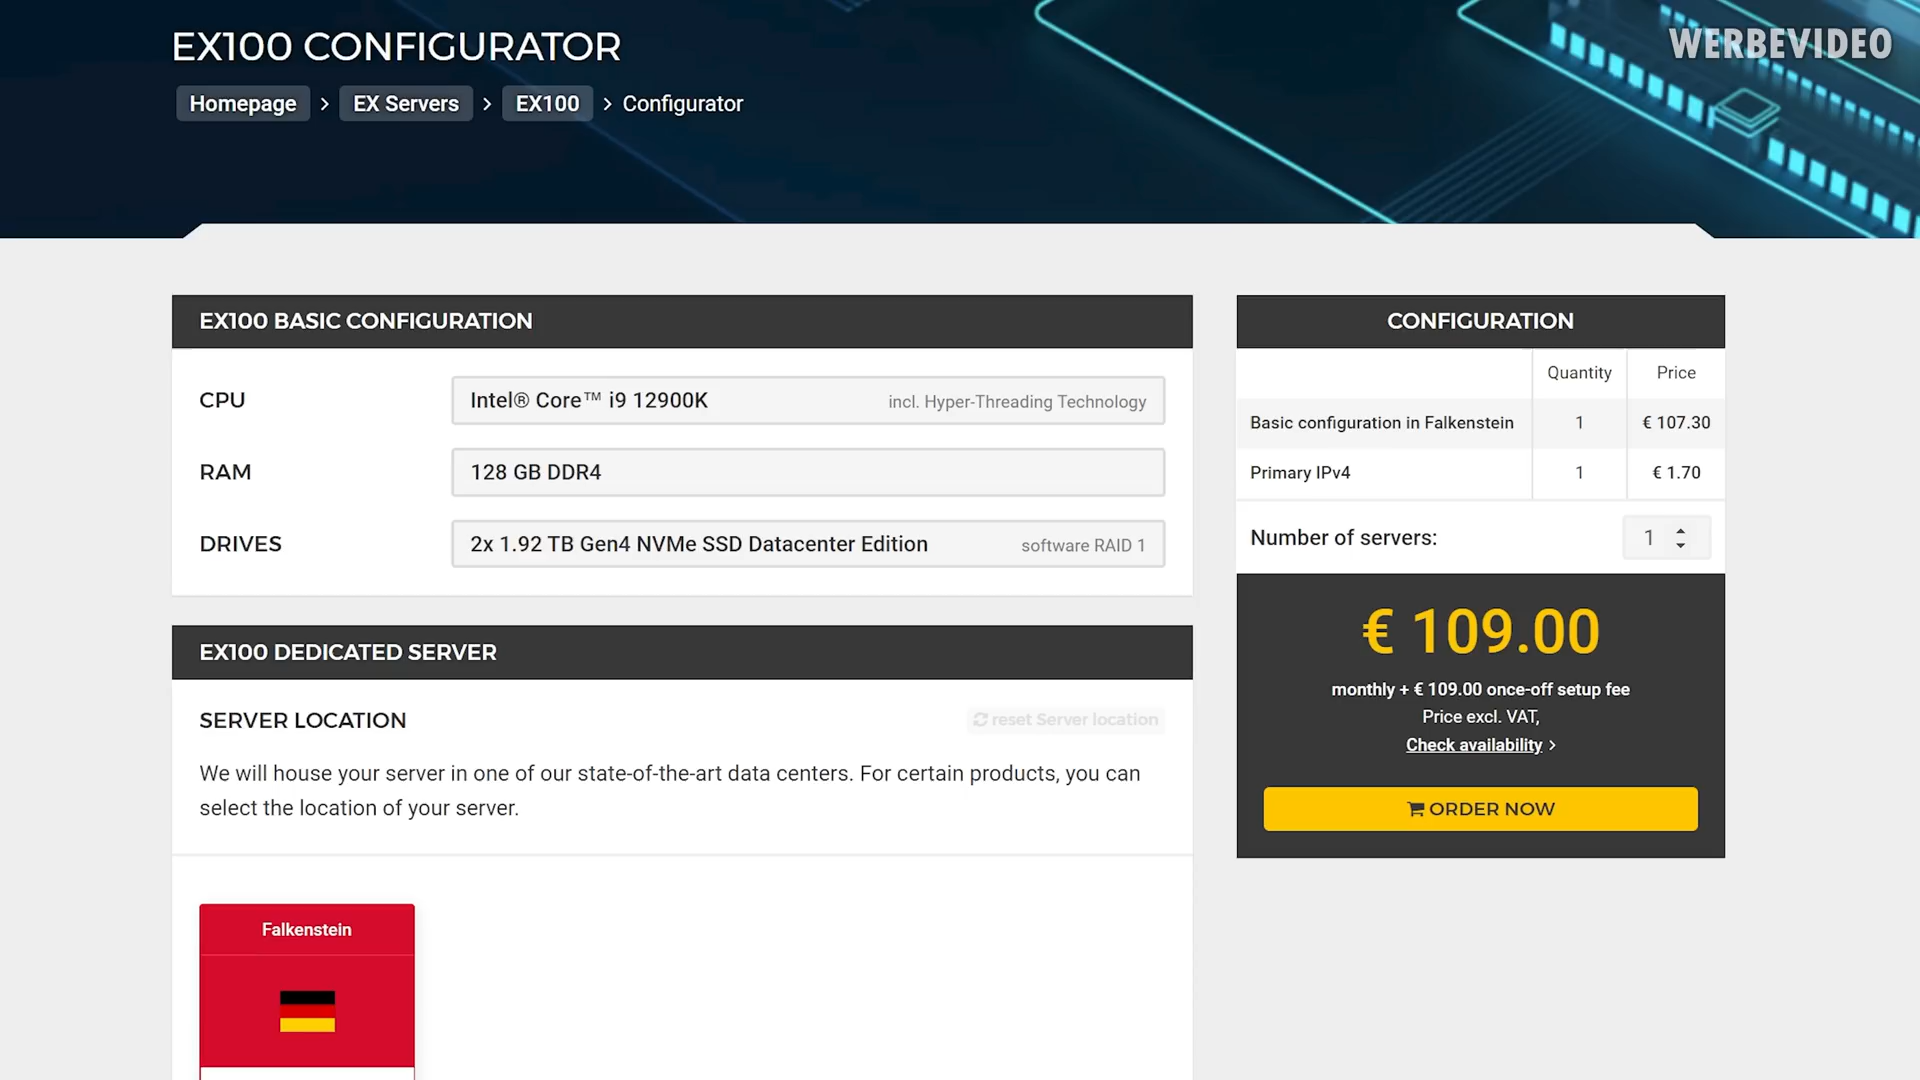 EX100 CONFIGURATOR
WERBEVIDEO
Homepage > EX Servers > EX100 > Configurator
EX100 BASIC CONFIGURATION
CPU
Intel® Core™ i9 12900K incl. Hyper-Threading Technology
RAM
128 GB DDR4
DRIVES
2x 1.92 TB Gen4 NVMe SSD Datacenter Edition software RAID 1
EX100 DEDICATED SERVER
SERVER LOCATION
reset Server location
We will house your server in one of our state-of-the-art data centers. For certain products, you can
select the location of your server.
Falkenstein
CONFIGURATION
Quantity Price
Basic configuration in Falkenstein 1 € 107.30
Primary IPv4 1 € 1.70
Number of servers: 1
€ 109.00
monthly + € 109.00 once-off setup fee
Price excl. VAT,
Check availability >
ORDER NOW